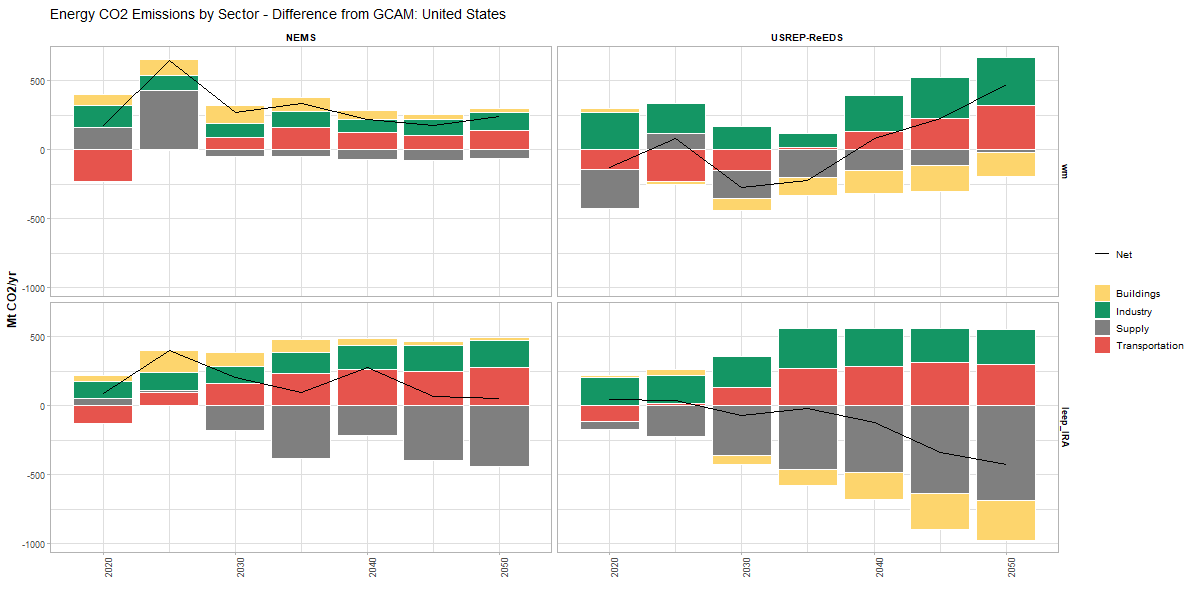 Energy CO2 Emissions by Sector - Difference from GCAM: United States
NEMS
USREP-ReEDS
Mt CO2/yr
500
0
-500
-1000
wm
500
0
-500
-1000
ieep_IRA
2020
2030
2040
2050
2020
2030
2040
2050
Net
Buildings
Industry
Supply
Transportation